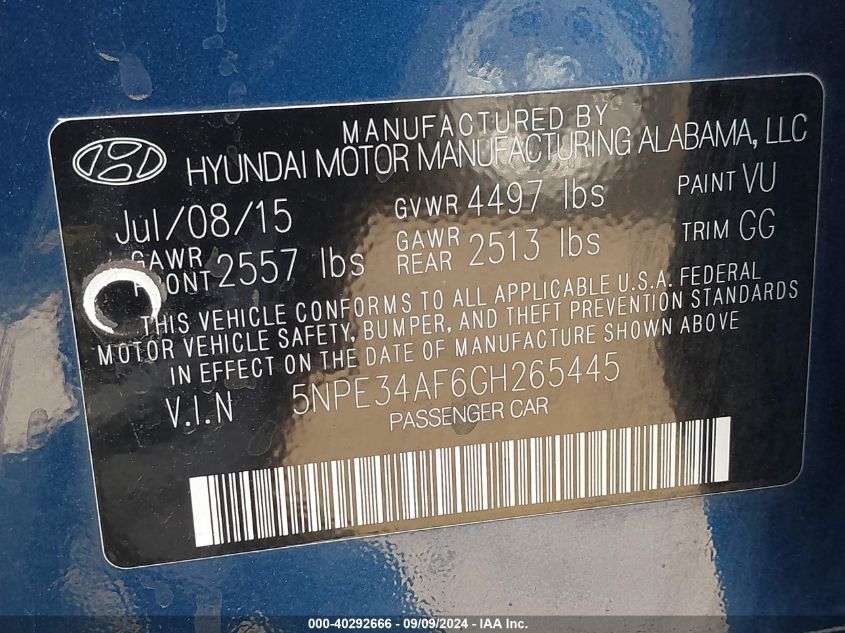 MANUFACTURED BY
HYUNDAI MOTOR MANUFACTURING ALABAMA, LLC
Jul/08/15 GVWR 4497 lbs PAINT VU
GAWR FRONT 2557 lbs GAWR REAR 2513 lbs TRIM GG
THIS VEHICLE CONFORMS TO ALL APPLICABLE U.S.A. FEDERAL
MOTOR VEHICLE SAFETY, BUMPER, AND THEFT PREVENTION STANDARDS
IN EFFECT ON THE DATE OF MANUFACTURE SHOWN ABOVE
V.I.N 5NPE34AF6GH265445
PASSENGER CAR
000-40292666 - 09/09/2024 - IAA Inc.